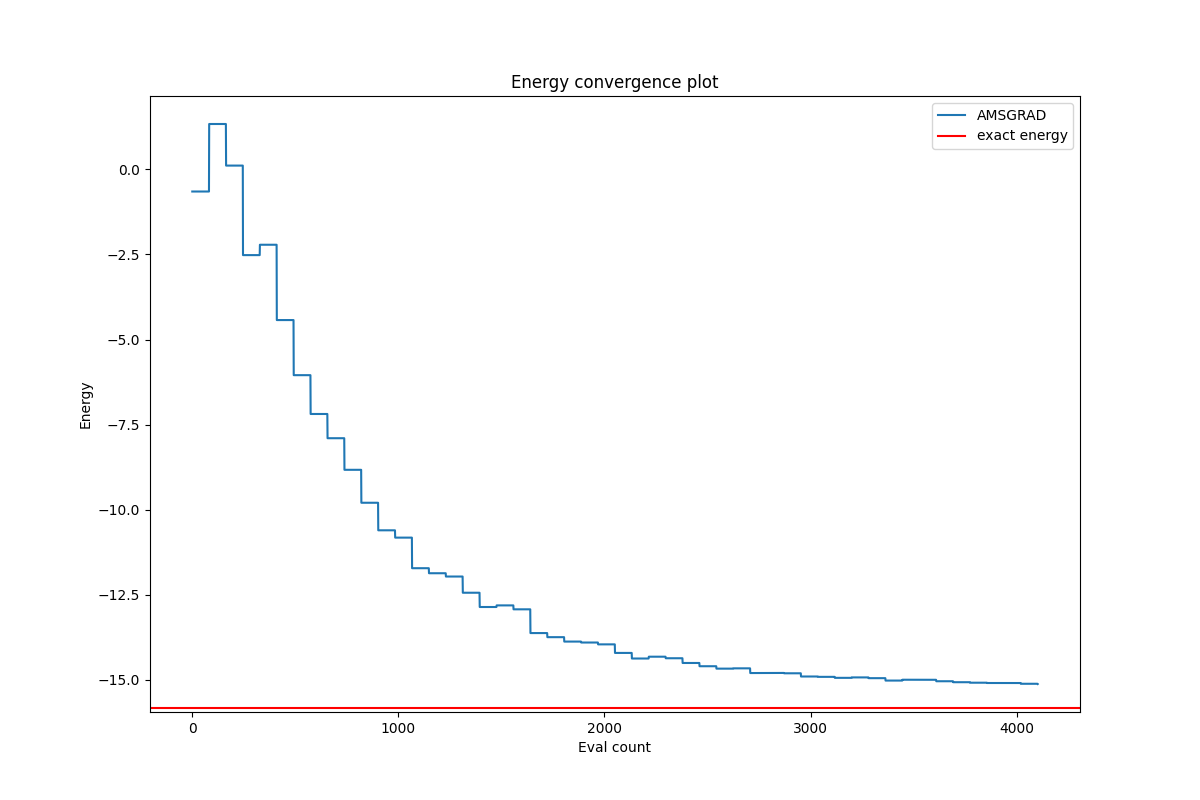 Energy convergence plot
AMSGRAD
exact energy
0.0
−2.5
−5.0
−7.5
−10.0
−12.5
−15.0
Energy
0 1000 2000 3000 4000
Eval count